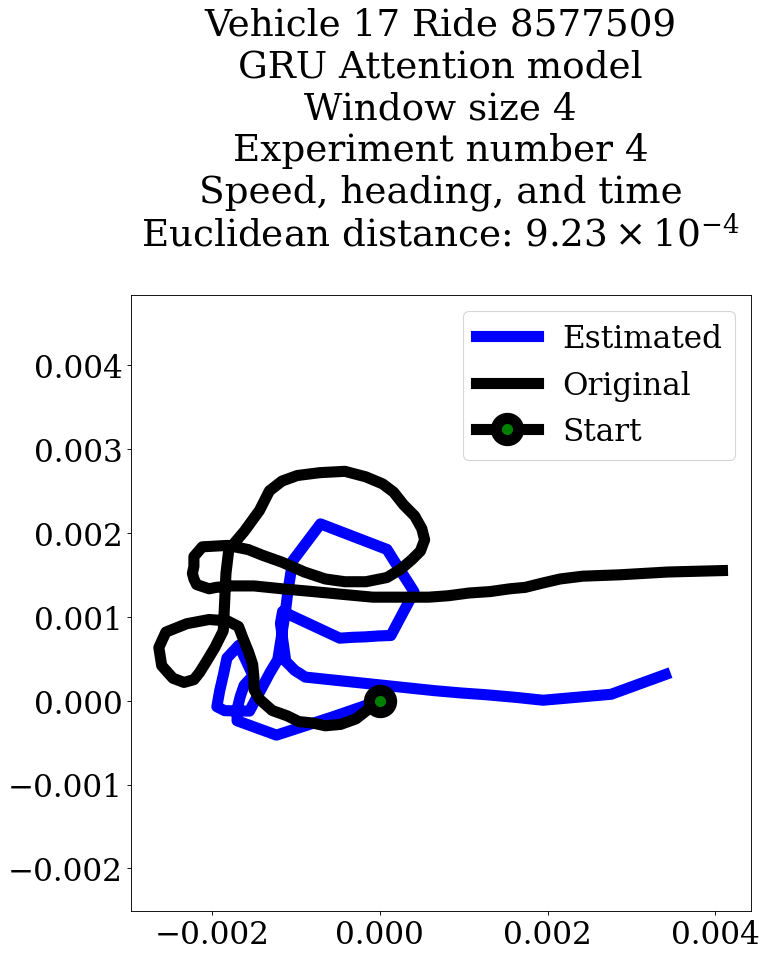 Vehicle 17 Ride 8577509
GRU Attention model
Window size 4
Experiment number 4
Speed, heading, and time
Euclidean distance: 9.23 × 10⁻⁴
Estimated
Original
Start
0.004
0.003
0.002
0.001
0.000
−0.001
−0.002
−0.002 0.000 0.002 0.004